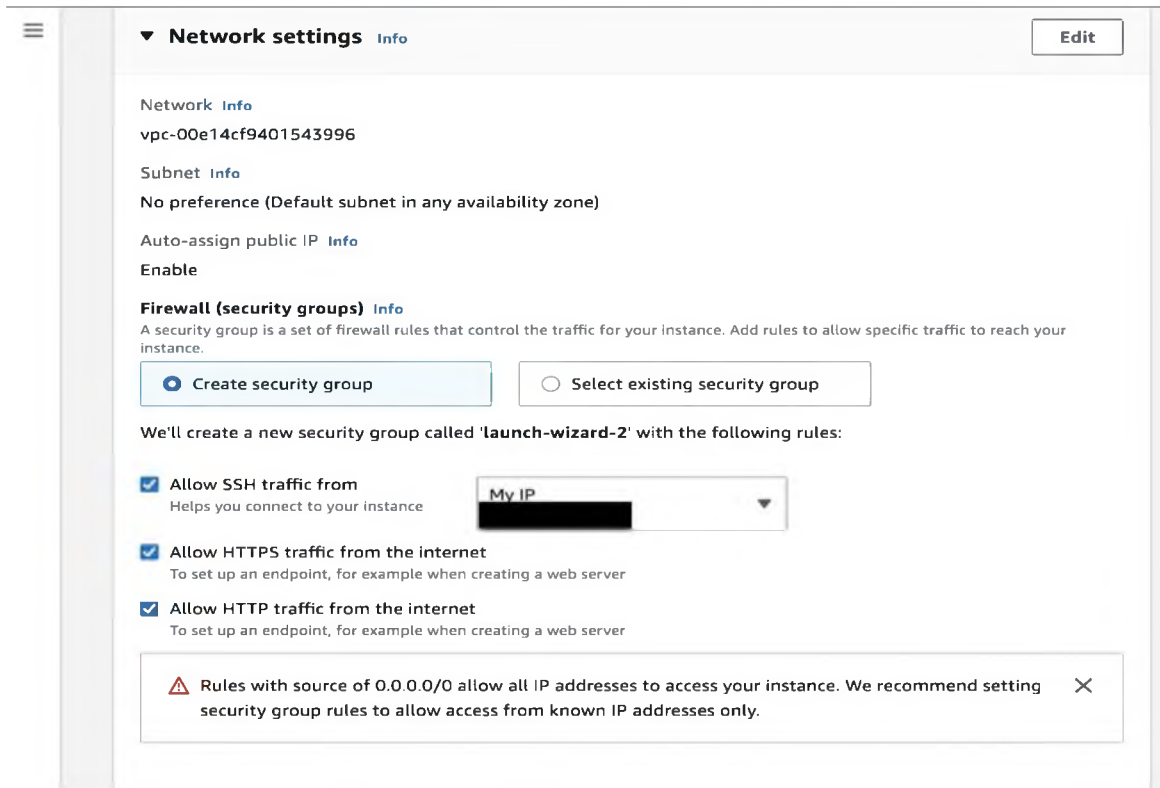 Network settings Info
Edit
Network Info
vpc-00e14cf9401543996
Subnet Info
No preference (Default subnet in any availability zone)
Auto-assign public IP Info
Enable
Firewall (security groups) Info
A security group is a set of firewall rules that control the traffic for your instance. Add rules to allow specific traffic to reach your
instance.
Create security group
Select existing security group
We'll create a new security group called 'launch-wizard-2' with the following rules:
Allow SSH traffic from
Helps you connect to your instance
My IP
Allow HTTPS traffic from the internet
To set up an endpoint, for example when creating a web server
Allow HTTP traffic from the internet
To set up an endpoint, for example when creating a web server
Rules with source of 0.0.0.0/0 allow all IP addresses to access your instance. We recommend setting
security group rules to allow access from known IP addresses only.